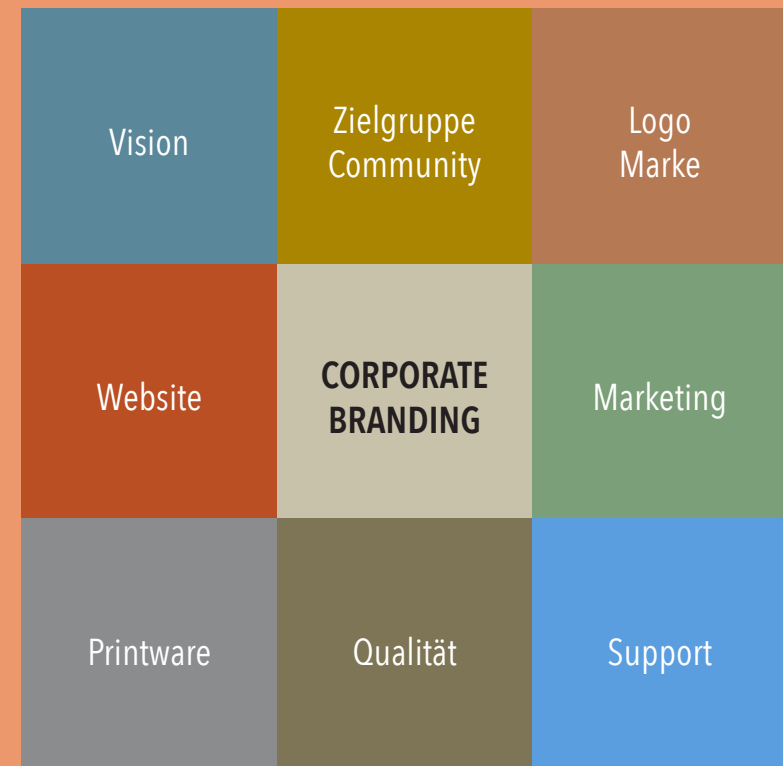 Vision
Zielgruppe
Community
Logo
Marke
Website
CORPORATE
BRANDING
Marketing
Printware
Qualität
Support